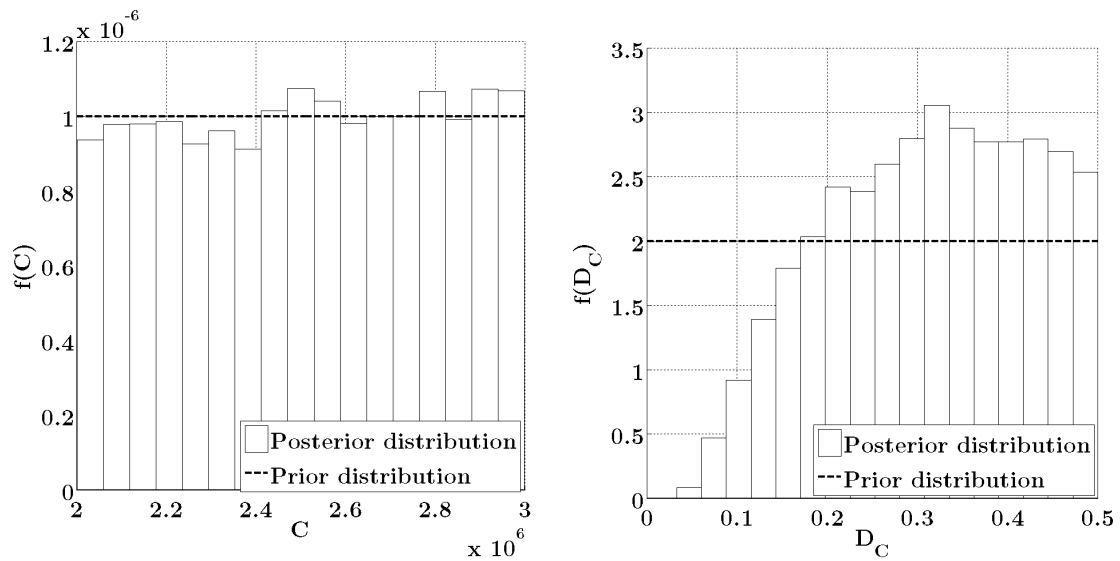 x 10^-6
1.2
1
0.8
0.6
0.4
0.2
0
f(C)
2
2.2
2.4
2.6
2.8
3
C
x 10^6
Posterior distribution
Prior distribution
3.5
3
2.5
2
1.5
1
0.5
0
f(D_C)
0
0.1
0.2
0.3
0.4
0.5
D_C
Posterior distribution
Prior distribution